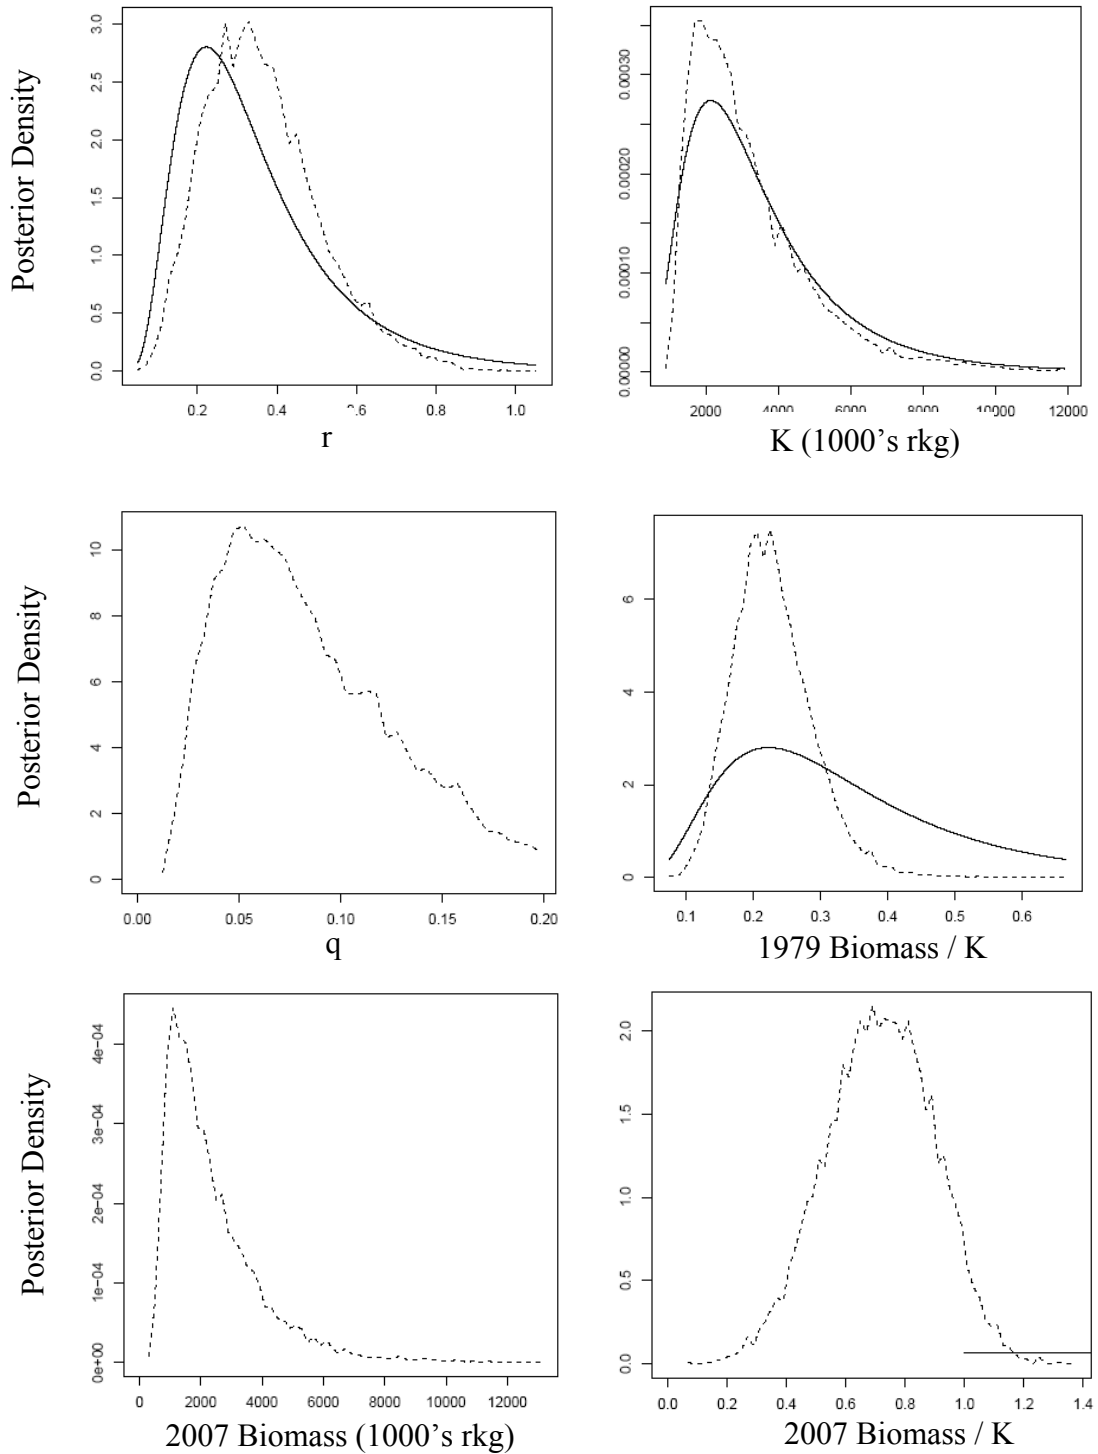 Posterior Density
3.0
2.5
2.0
1.5
1.0
0.5
0.0
0.2 0.4 0.6 0.8 1.0
r
0.00030
0.00020
0.00010
0.00000
2000 4000 6000 8000 10000 12000
K (1000's rkg)
Posterior Density
10
8
6
4
2
0
0.00 0.05 0.10 0.15 0.20
q
6
4
2
0
0.1 0.2 0.3 0.4 0.5 0.6
1979 Biomass / K
Posterior Density
4e-04
3e-04
2e-04
1e-04
0e+00
0 2000 4000 6000 8000 10000 12000
2007 Biomass (1000's rkg)
2.0
1.5
1.0
0.5
0.0
0.0 0.2 0.4 0.6 0.8 1.0 1.2 1.4
2007 Biomass / K